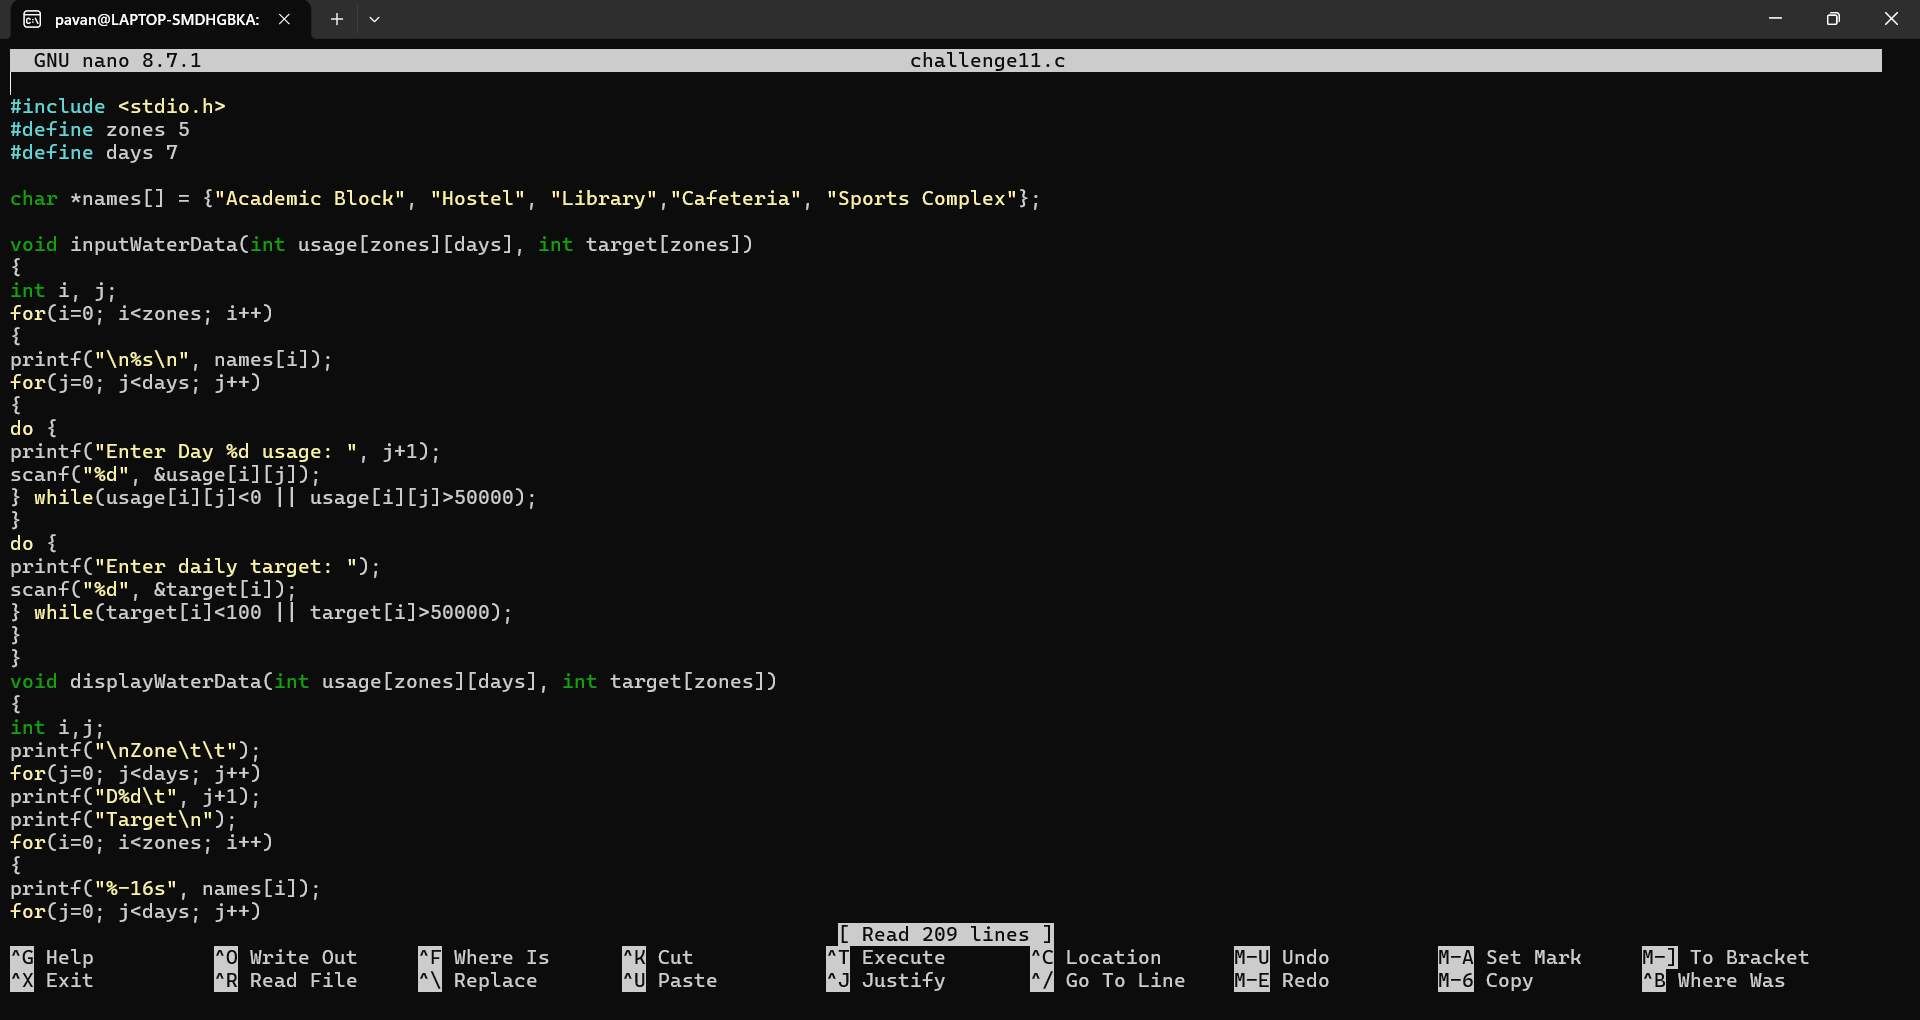 pavan@LAPTOP-SMDHGBKA:
GNU nano 8.7.1 challenge11.c
#include <stdio.h>
#define zones 5
#define days 7
char *names[] = {"Academic Block", "Hostel", "Library","Cafeteria", "Sports Complex"};
void inputWaterData(int usage[zones][days], int target[zones])
{
int i, j;
for(i=0; i<zones; i++)
{
printf("\n%s\n", names[i]);
for(j=0; j<days; j++)
{
do {
printf("Enter Day %d usage: ", j+1);
scanf("%d", &usage[i][j]);
} while(usage[i][j]<0 || usage[i][j]>50000);
}
do {
printf("Enter daily target: ");
scanf("%d", &target[i]);
} while(target[i]<100 || target[i]>50000);
}
}
void displayWaterData(int usage[zones][days], int target[zones])
{
int i,j;
printf("\nZone\t\t");
for(j=0; j<days; j++)
printf("D%d\t", j+1);
printf("Target\n");
for(i=0; i<zones; i++)
{
printf("%-16s", names[i]);
for(j=0; j<days; j++)
[ Read 209 lines ]
^G Help ^O Write Out ^F Where Is ^K Cut ^T Execute ^C Location M-U Undo M-A Set Mark M-] To Bracket
^X Exit ^R Read File ^\ Replace ^U Paste ^J Justify ^/ Go To Line M-E Redo M-6 Copy ^B Where Was